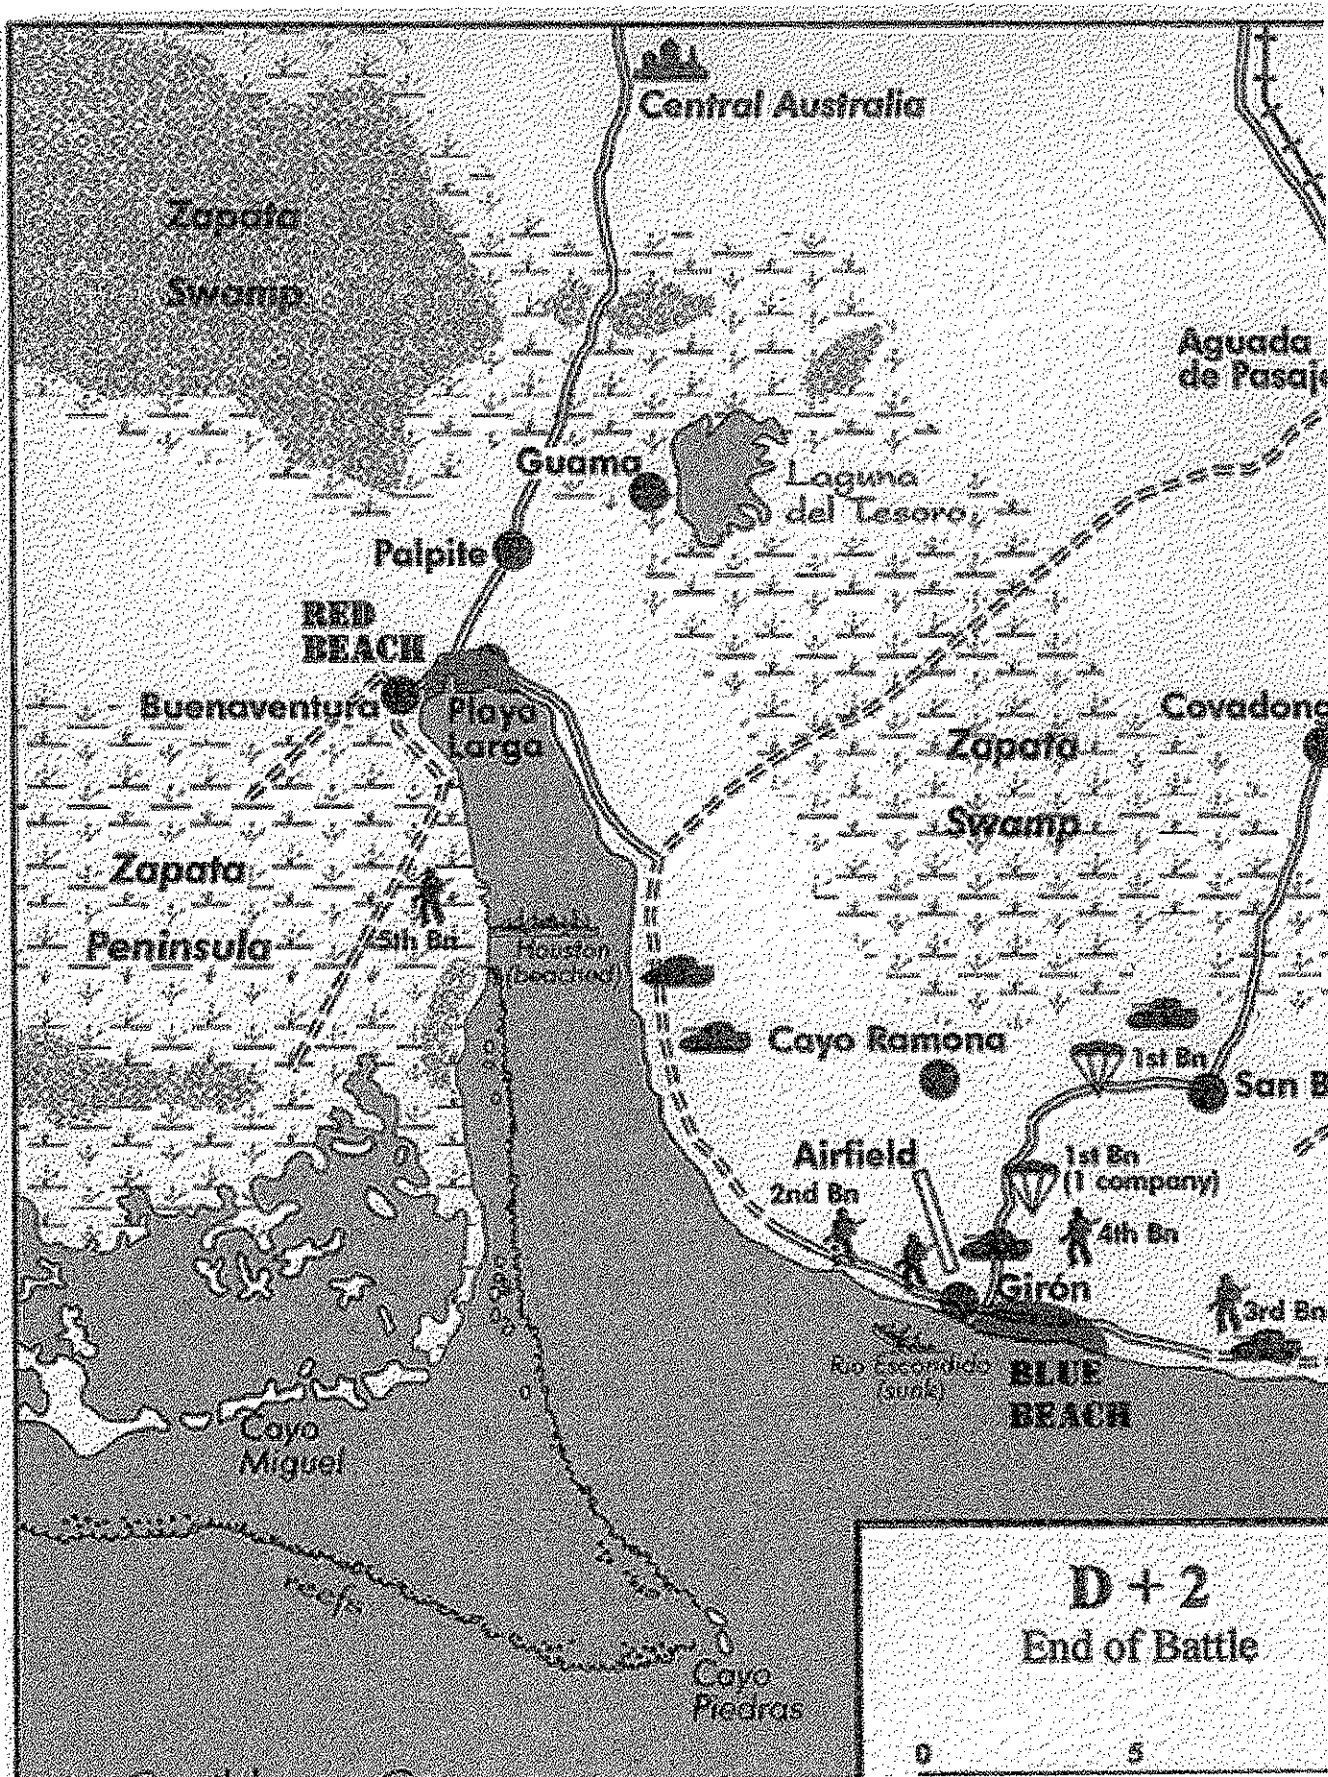 Central Australia
Zapata
Swamp
Aguada
de Pasaje
Guama
Laguna
del Tesoro
Palpite
RED
BEACH
Buenaventura
Playa
Larga
Covadong
Zapata
Swamp
Zapata
Peninsula
5th Bn
Houston
(beached)
Cayo Ramona
1st Bn
San B
Airfield
1st Bn
(1 company)
2nd Bn
4th Bn
Girón
3rd Bn
Rio Escondido
(sunk)
BLUE
BEACH
Cayo
Miguel
reefs
D + 2
End of Battle
Cayo
Piedras
0 5